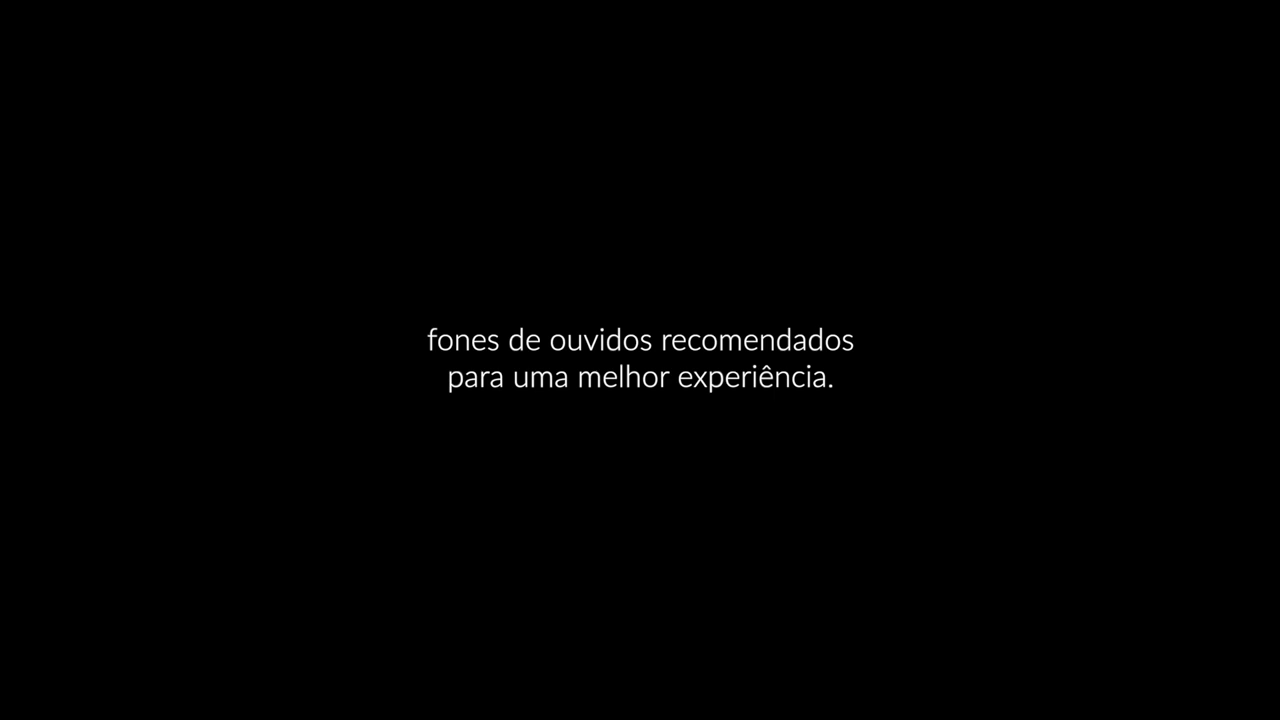 fones de ouvidos recomendados
para uma melhor experiência.